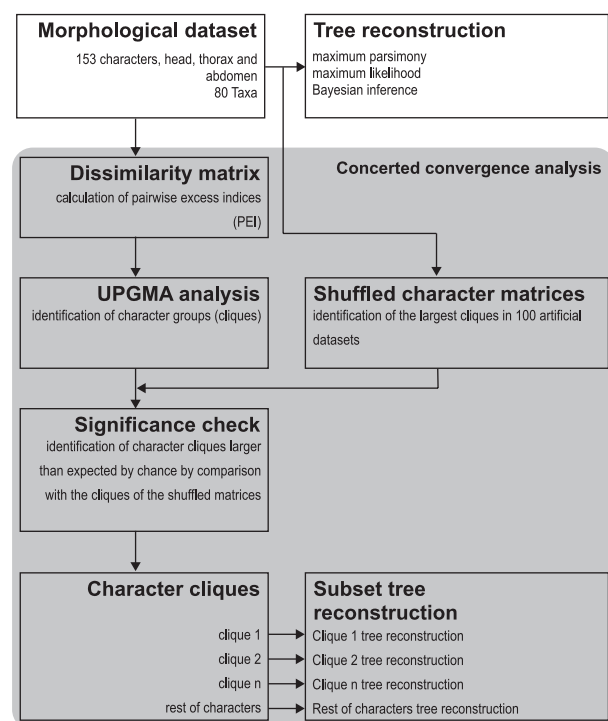 Morphological dataset
153 characters, head, thorax and
abdomen
80 Taxa
Tree reconstruction
maximum parsimony
maximum likelihood
Bayesian inference
Concerted convergence analysis
Dissimilarity matrix
calculation of pairwise excess indices
(PEI)
UPGMA analysis
identification of character groups (cliques)
Shuffled character matrices
identification of the largest cliques in 100 artificial
datasets
Significance check
identification of character cliques larger
than expected by chance by comparison
with the cliques of the shuffled matrices
Character cliques
clique 1
clique 2
clique n
rest of characters
Subset tree
reconstruction
Clique 1 tree reconstruction
Clique 2 tree reconstruction
Clique n tree reconstruction
Rest of characters tree reconstruction